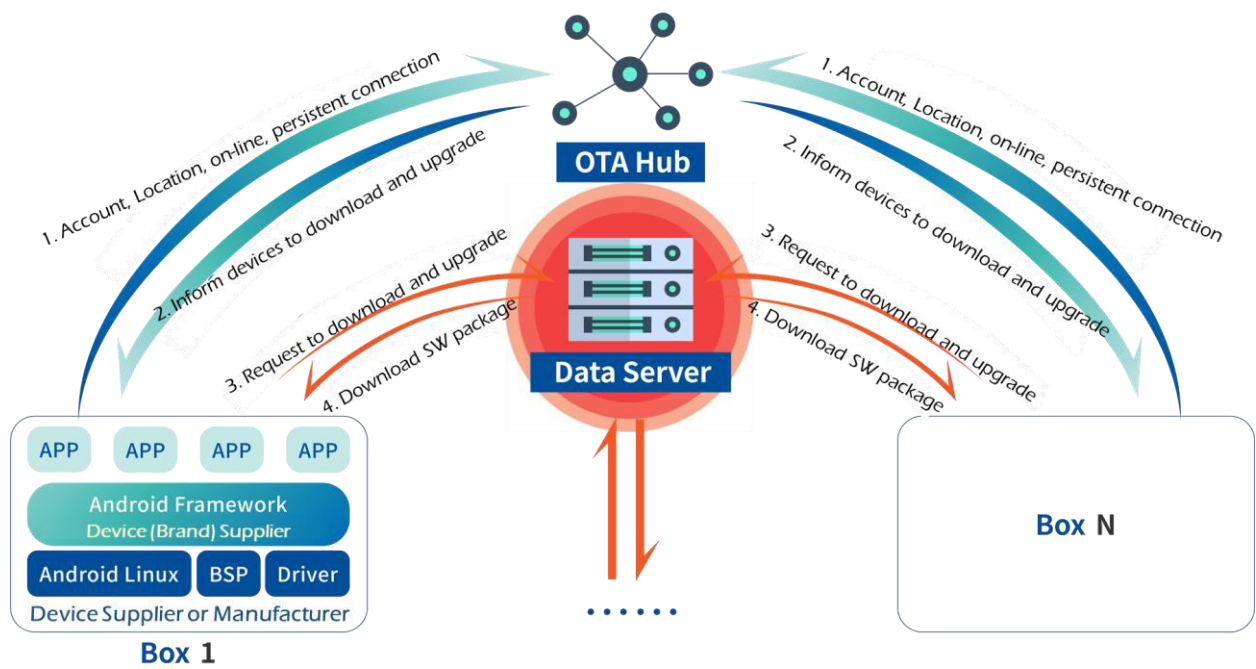 1. Account, Location, on-line, persistent connection
2. Inform devices to download and upgrade
3. Request to download and upgrade
4. Download SW package
OTA Hub
Data Server
1. Account, Location, on-line, persistent connection
2. Inform devices to download and upgrade
3. Request to download and upgrade
4. Download SW package
APP APP APP APP
Android Framework
Device (Brand) Supplier
Android Linux BSP Driver
Device Supplier or Manufacturer
Box 1
......
Box N